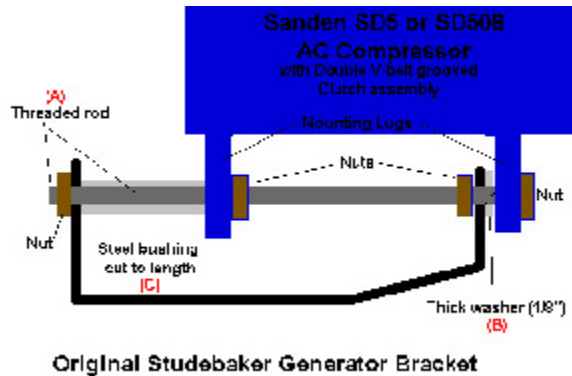 Sanden SD5 or SD508
AC Compressor
with Double V-belt grooved
Clutch assembly
(A)
Threaded rod
Mounting Lugs
Nuts
Nut
Nut
Steel bushing
cut to length
(C)
Thick washer (1/8")
(B)
Original Studebaker Generator Bracket